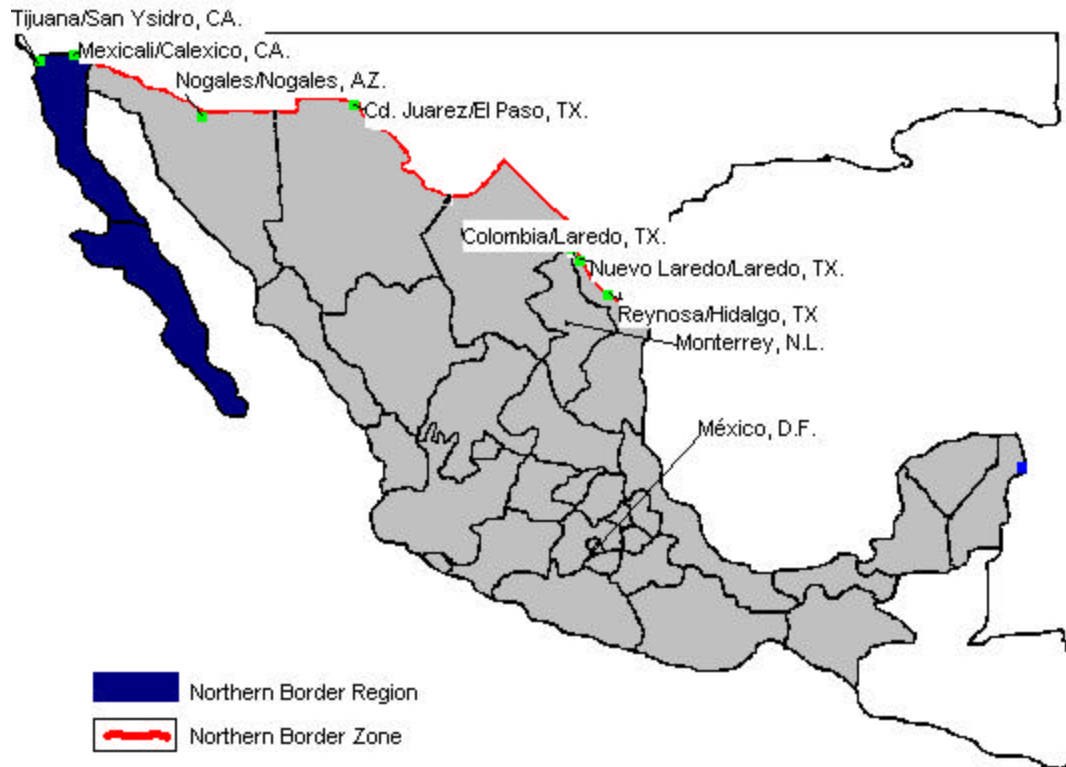 Tijuana/San Ysidro, CA.
Mexicali/Calexico, CA.
Nogales/Nogales, AZ.
Cd. Juarez/El Paso, TX.
Colombia/Laredo, TX.
Nuevo Laredo/Laredo, TX.
Reynosa/Hidalgo, TX
Monterrey, N.L.
México, D.F.
Northern Border Region
Northern Border Zone